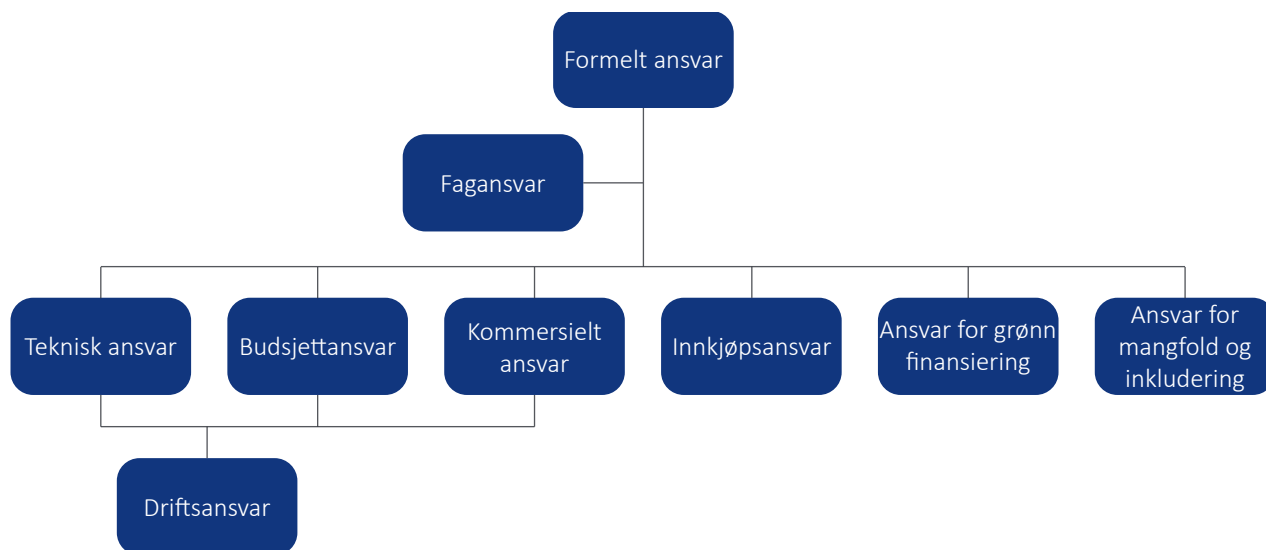 Formelt ansvar
Fagansvar
Teknisk ansvar
Budsjettansvar
Kommersielt
ansvar
Innkjøpsansvar
Ansvar for grønn
finansiering
Ansvar for
mangfold og
inkludering
Driftsansvar